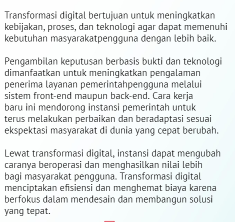 Transformasi digital bertujuan untuk meningkatkan
kebijakan, proses, dan teknologi agar dapat memenuhi
kebutuhan masyarakatpengguna dengan lebih baik.
Pengambilan keputusan berbasis bukti dan teknologi
dimanfaatkan untuk meningkatkan pengalaman
penerima layanan pemerintahpengguna melalui
sistem front-end maupun back-end. Cara kerja
baru ini mendorong instansi pemerintah untuk
terus melakukan perbaikan dan beradaptasi sesuai
ekspektasi masyarakat di dunia yang cepat berubah.
Lewat transformasi digital, instansi dapat mengubah
caranya beroperasi dan menghasilkan nilai lebih
bagi masyarakat pengguna. Transformasi digital
menciptakan efisiensi dan menghemat biaya karena
berfokus dalam mendesain dan membangun solusi
yang tepat.